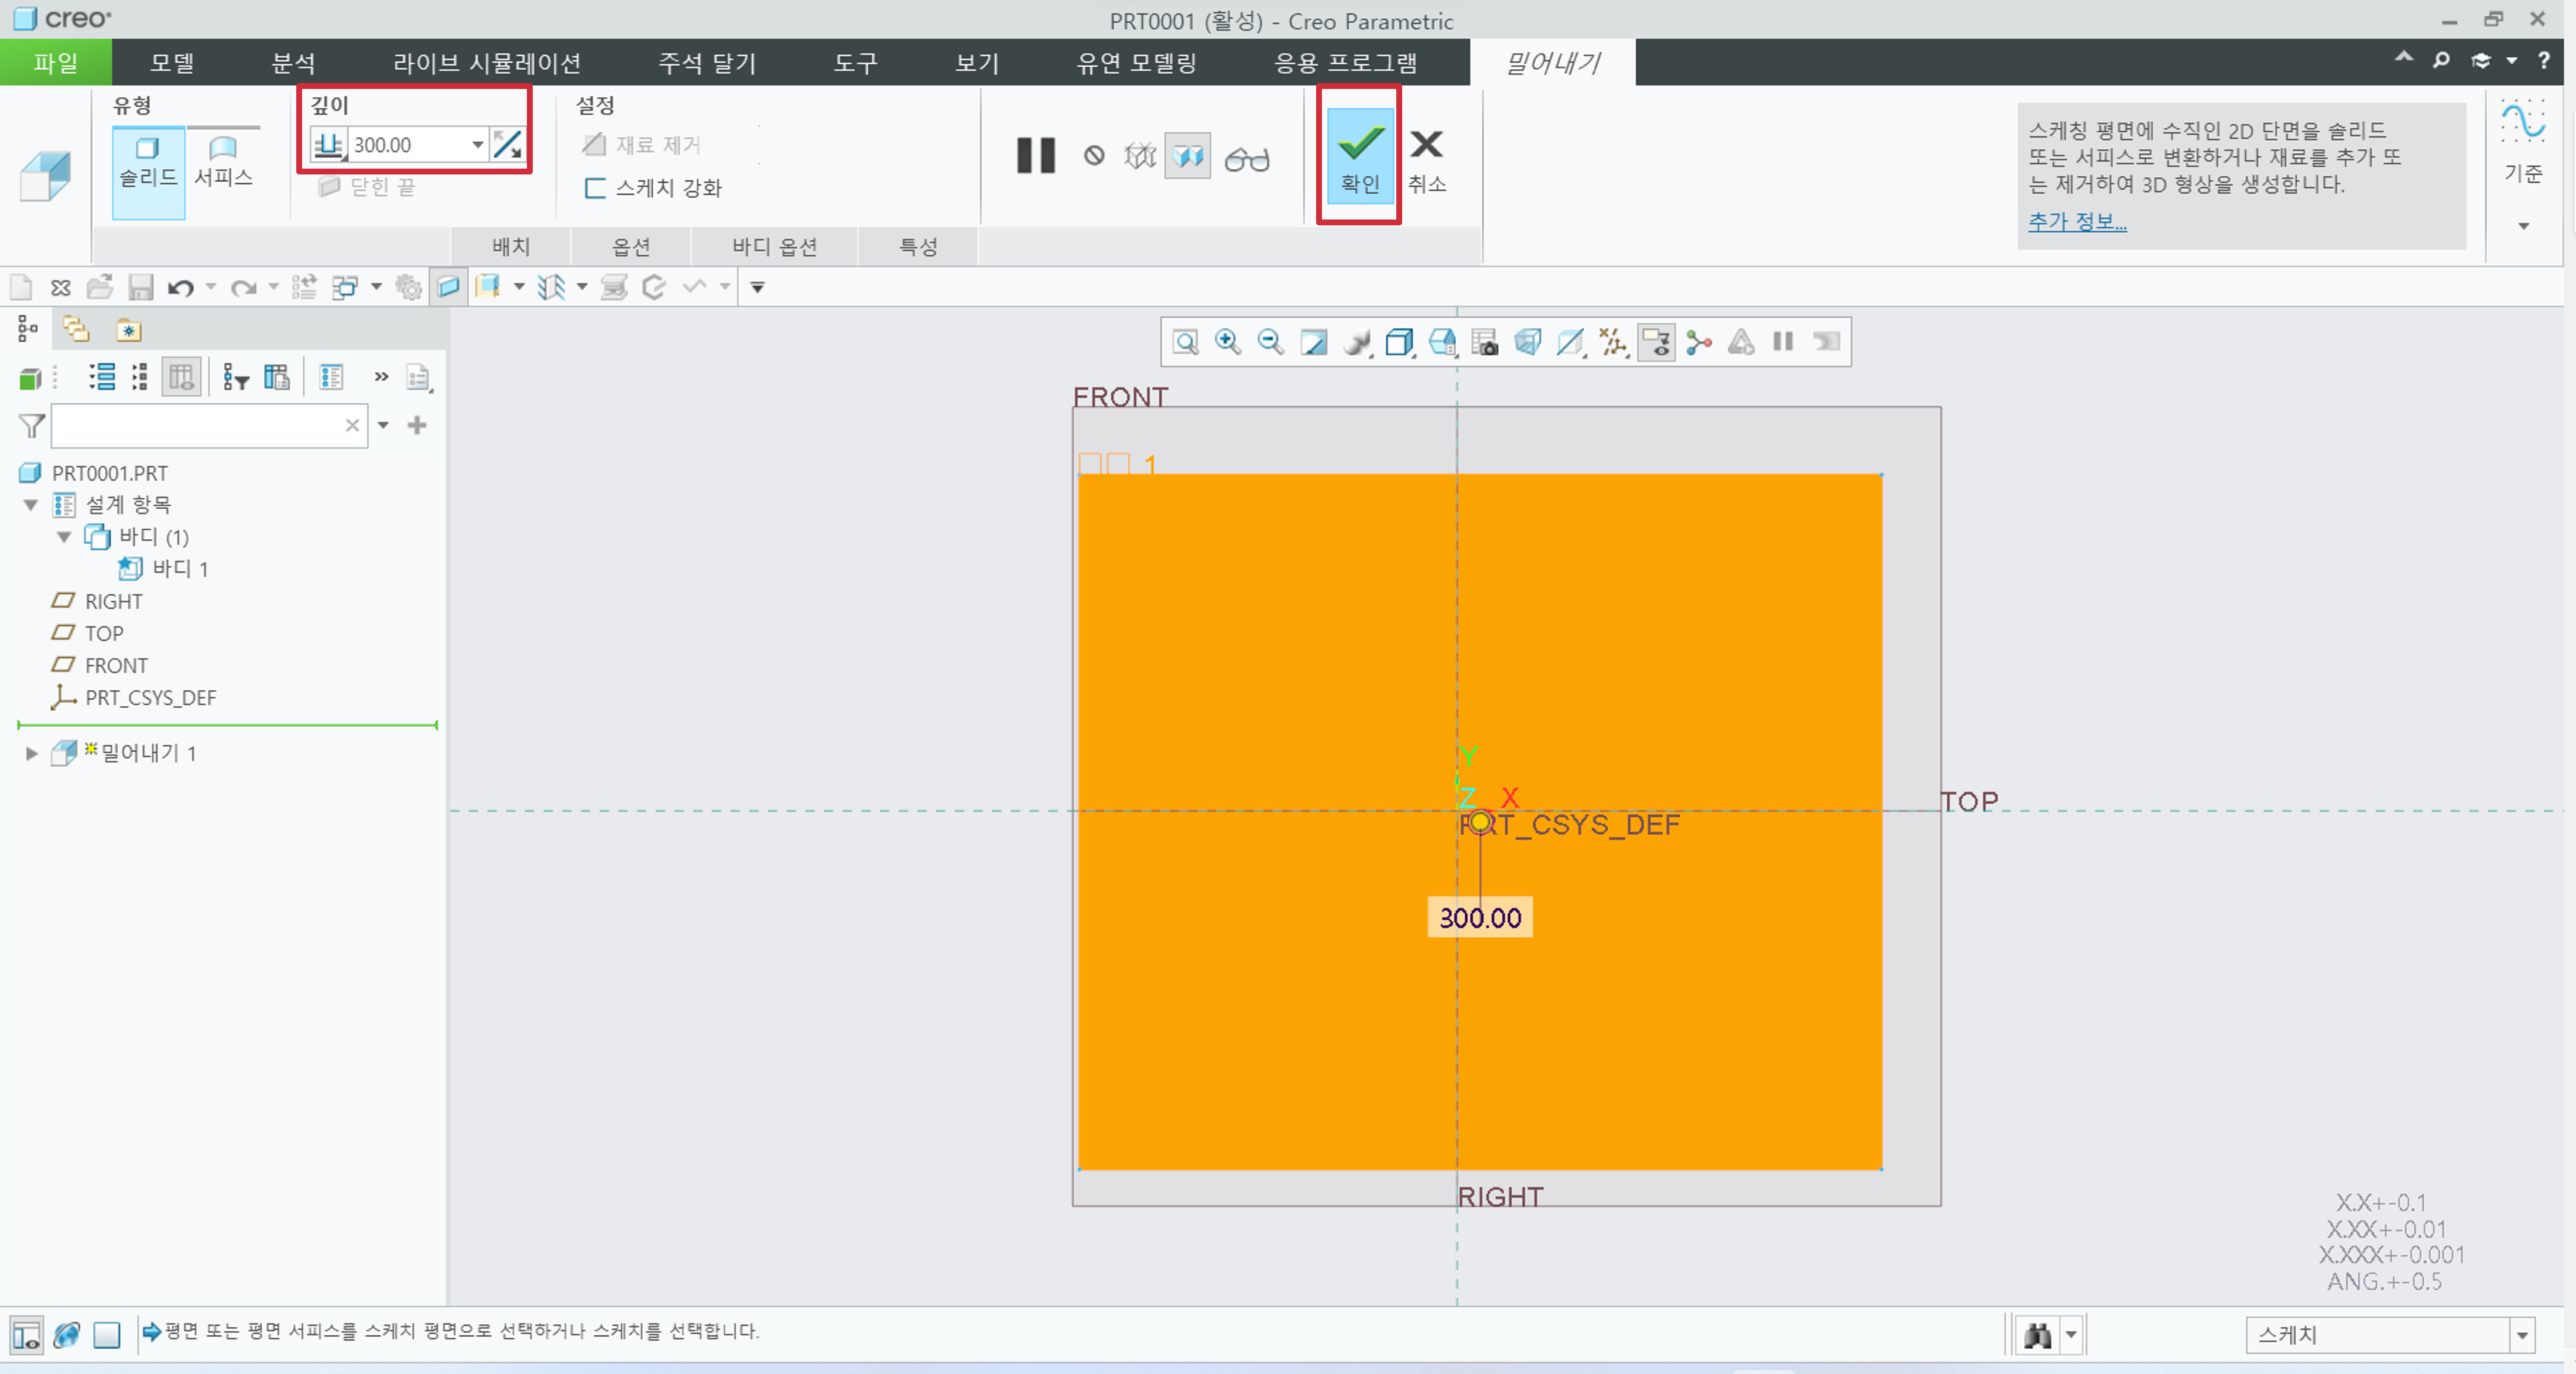 creo
PRT0001 (활성) - Creo Parametric
파일 모델 분석 라이브 시뮬레이션 주석 달기 도구 보기 유연 모델링 응용 프로그램 밀어내기
유형
솔리드
서피스
깊이
300.00
닫힌 끝
설정
재료 제거
스케치 강화
확인
취소
배치 옵션 바디 옵션 특성
스케칭 평면에 수직인 2D 단면을 솔리드
또는 서피스로 변환하거나 재료를 추가 또
는 제거하여 3D 형상을 생성합니다.
추가 정보...
기준
PRT0001.PRT
설계 항목
바디 (1)
바디 1
RIGHT
TOP
FRONT
PRT_CSYS_DEF
밀어내기 1
FRONT
□□ 1
Y
Z X
PRT_CSYS_DEF
TOP
300.00
RIGHT
X.X+-0.1
X.XX+-0.01
X.XXX+-0.001
ANG.+-0.5
평면 또는 평면 서피스를 스케치 평면으로 선택하거나 스케치를 선택합니다.
스케치